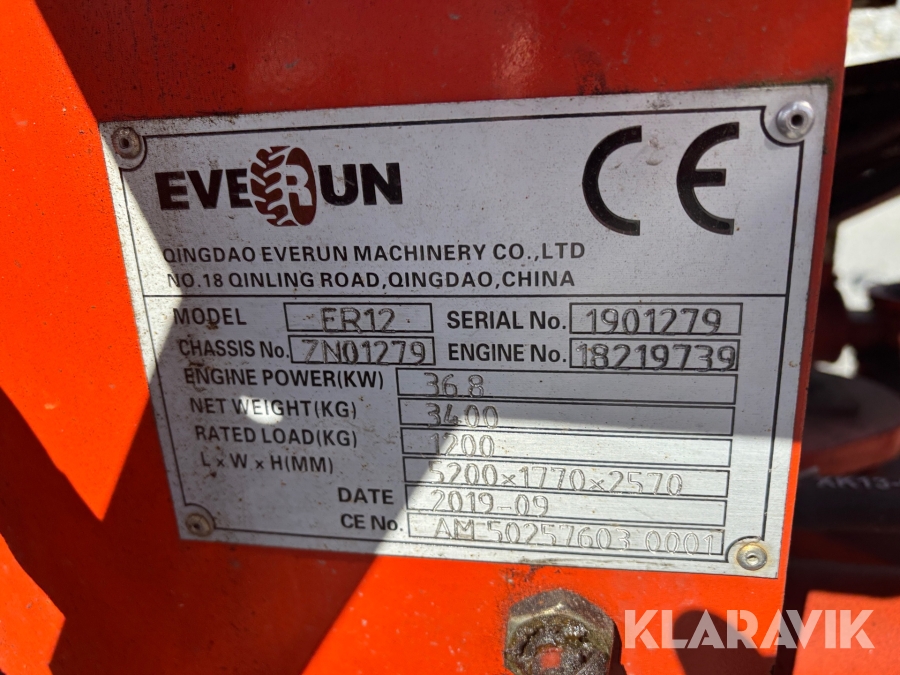 EVERUN CE
QINGDAO EVERUN MACHINERY CO.,LTD
NO.18 QINLING ROAD,QINGDAO,CHINA
MODEL ER12 SERIAL No. 1901279
CHASSIS No. ZN01279 ENGINE No. 18219739
ENGINE POWER(KW) 36.8
NET WEIGHT(KG) 3400
RATED LOAD(KG) 1200
L×W×H(MM) 5200×1770×2570
DATE 2019-09
CE No. AM 50257603 0001
KLARAVIK